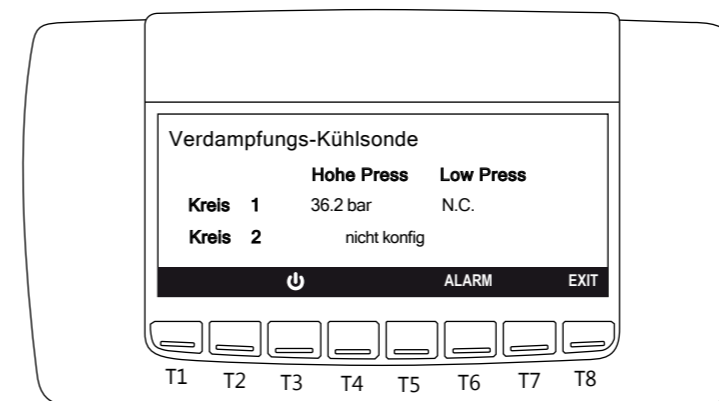 Verdampfungs-Kühlsonde
Hohe Press Low Press
Kreis 1 36.2 bar N.C.
Kreis 2 nicht konfig
ALARM EXIT
T1 T2 T3 T4 T5 T6 T7 T8